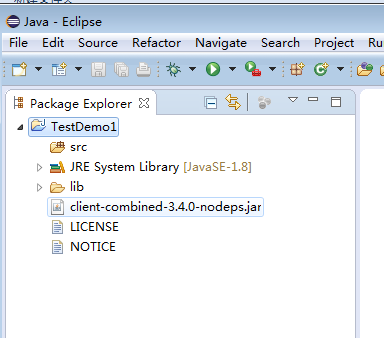 Java - Eclipse
File Edit Source Refactor Navigate Search Project Ru
Package Explorer
TestDemo1
src
JRE System Library [JavaSE-1.8]
lib
client-combined-3.4.0-nodeps.jar
LICENSE
NOTICE